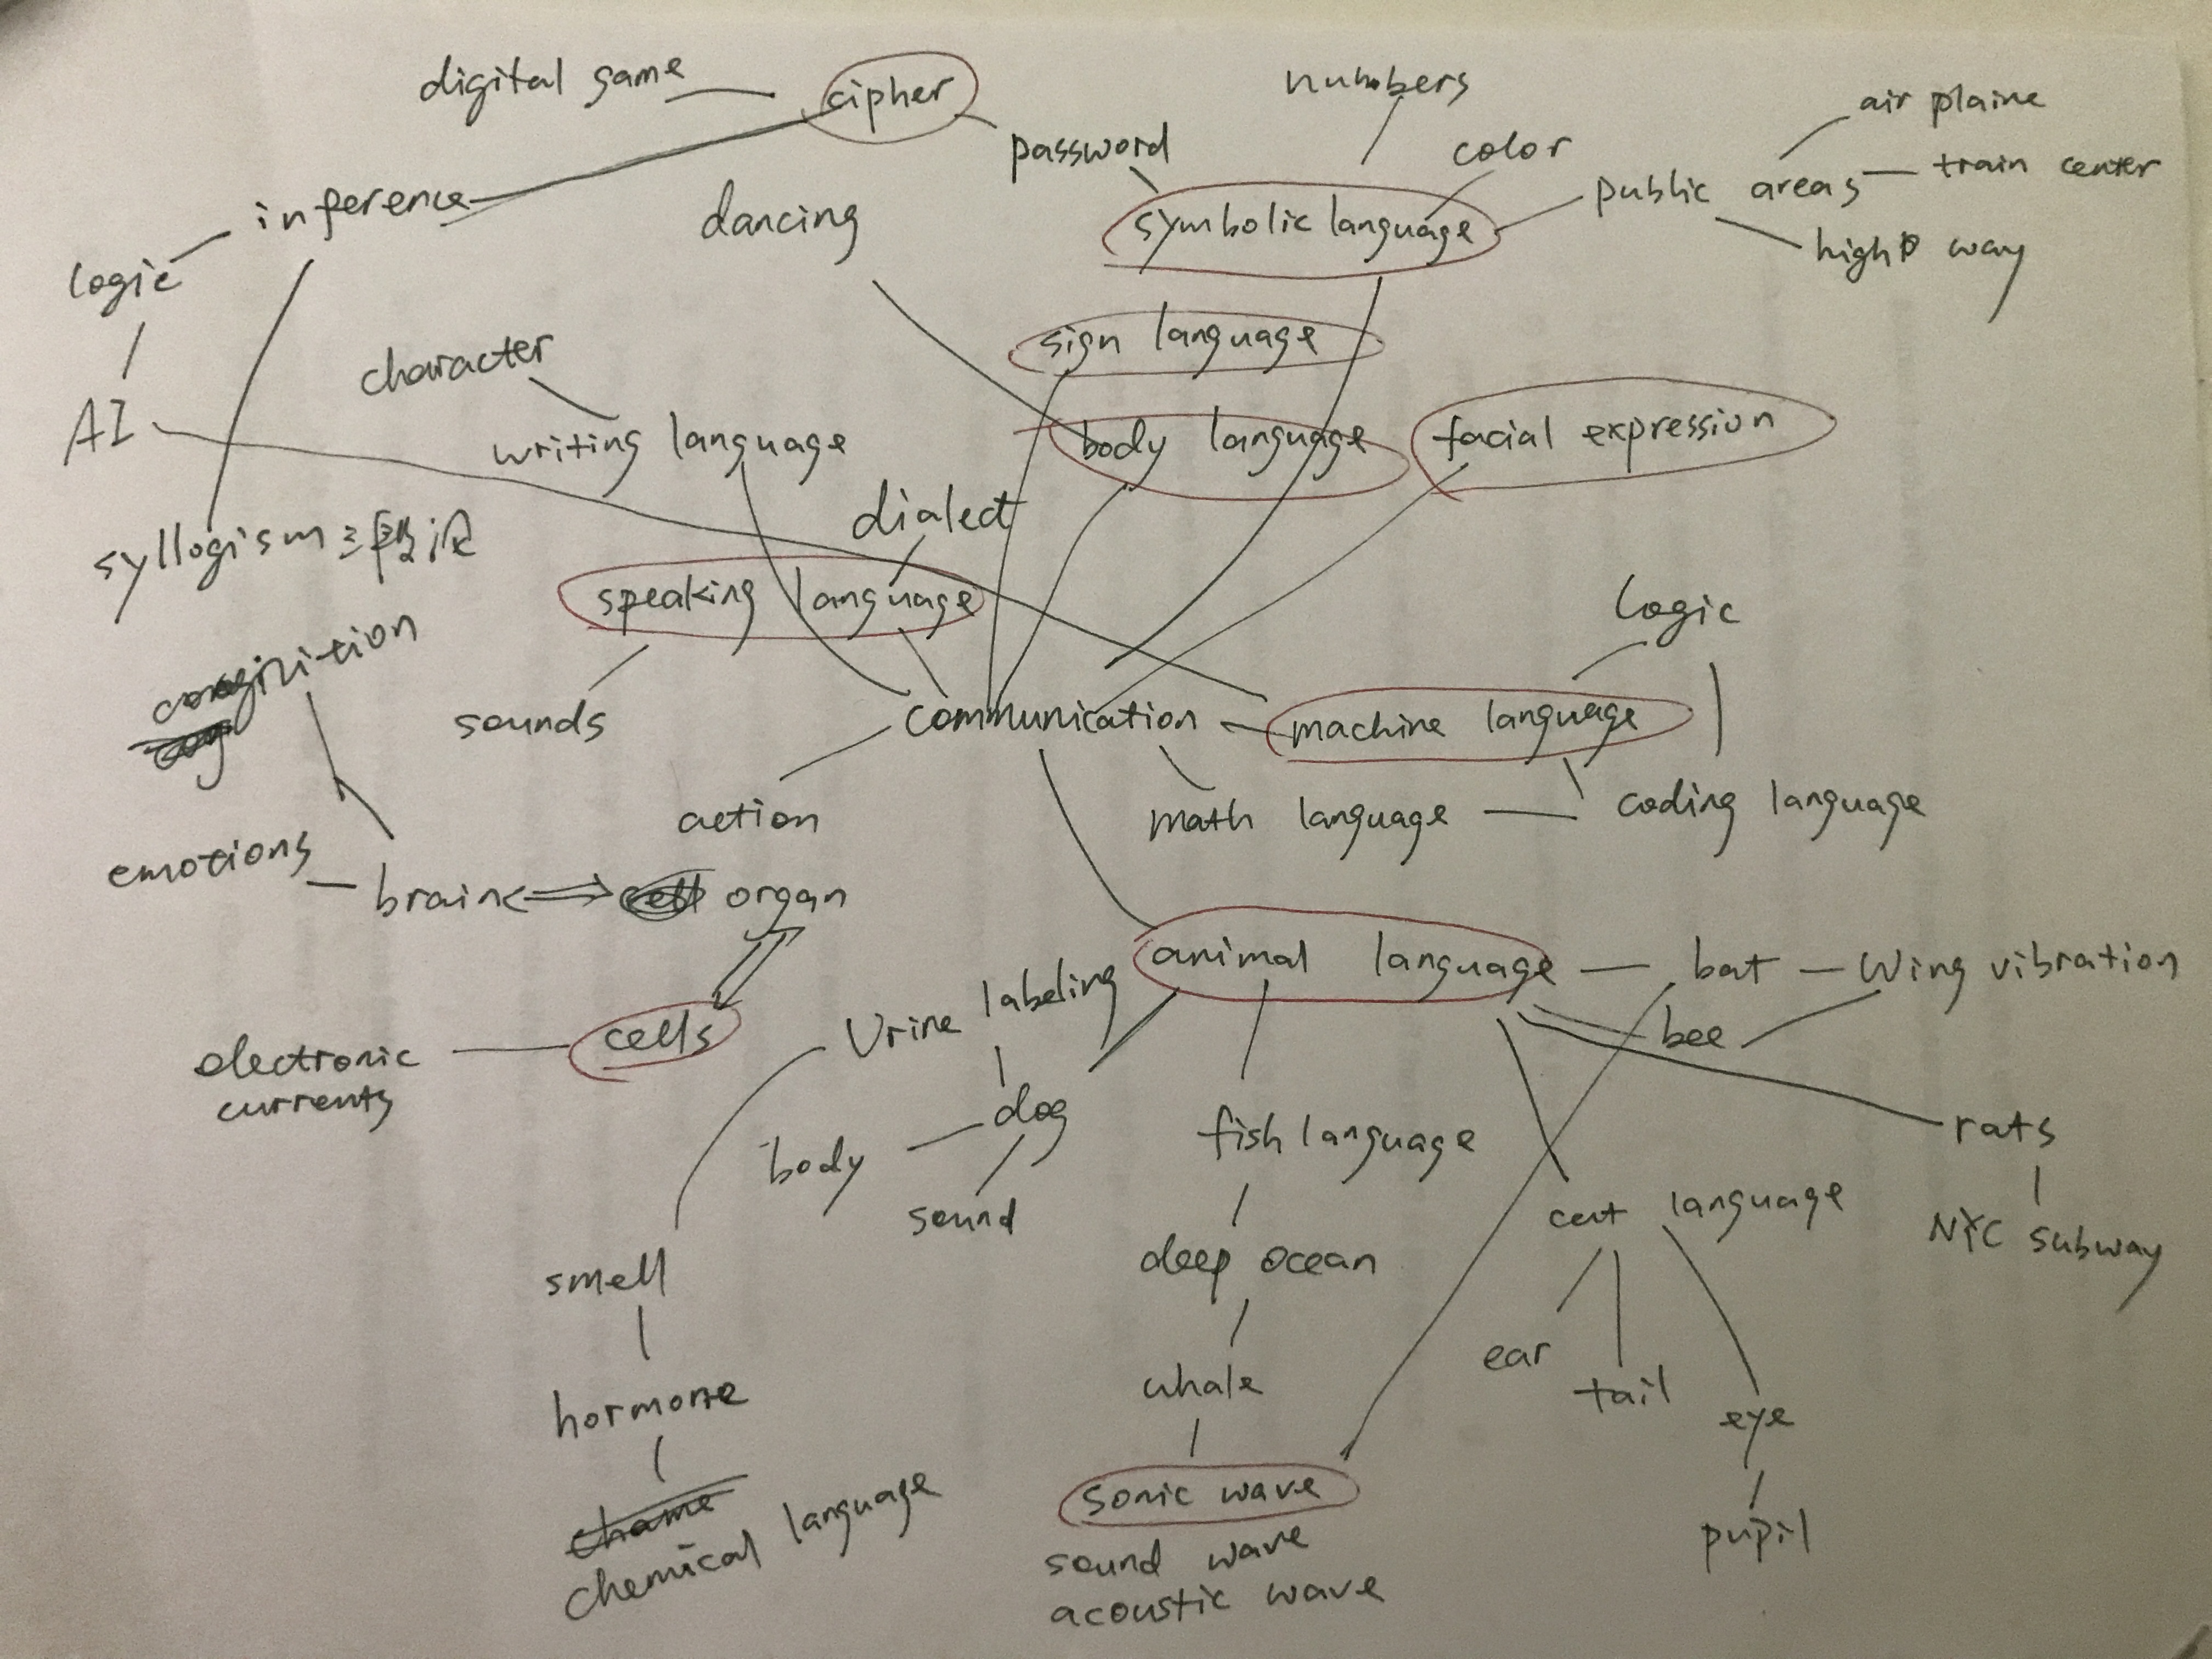 digital game
cipher
numbers
air plaine
password
color
train center
public areas
inference
dancing
symbolic language
high way
logic
sign language
character
AI
writing language
body language
facial expression
dialect
syllogism 三段法
speaking language
logic
sounds
communication
machine language
action
math language
coding language
emotions
brain
organ
animal language
bat
wing vibration
Urine labeling
cells
bee
electronic
currents
dog
body
fish language
rats
sound
cat language
NYC subway
smell
deep ocean
ear
whale
tail
hormone
eye
sonic wave
pupil
chemical language
sound wave
acoustic wave